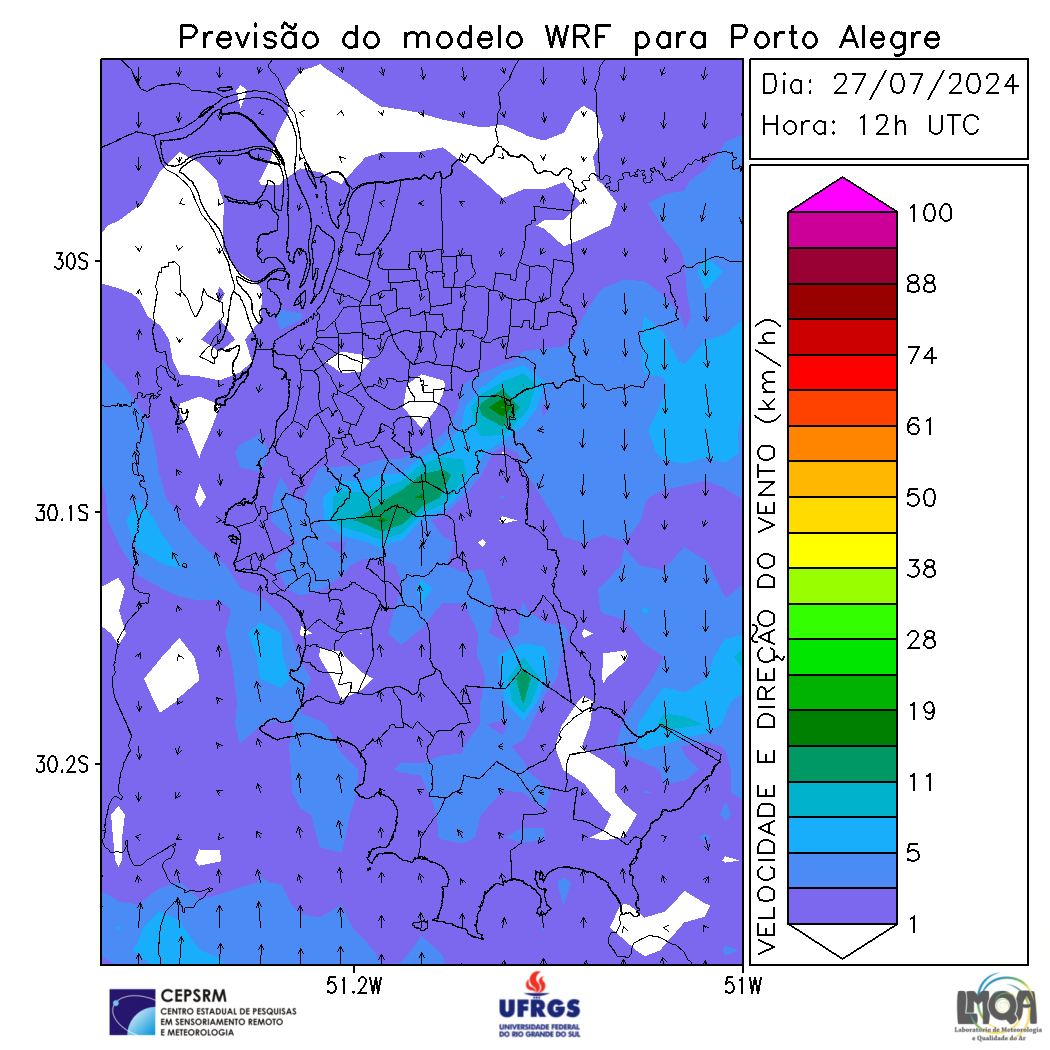 Previsão do modelo WRF para Porto Alegre
Dia: 27/07/2024
Hora: 12h UTC
30S
30.1S
30.2S
51.2W
51W
VELOCIDADE E DIREÇÃO DO VENTO (km/h)
100
88
74
61
50
38
28
19
11
5
1
CEPSRM
CENTRO ESTADUAL DE PESQUISAS
EM SENSORIAMENTO REMOTO
E METEOROLOGIA
UFRGS
UNIVERSIDADE FEDERAL
DO RIO GRANDE DO SUL
LMQA
Laboratório de Meteorologia
e Qualidade do Ar